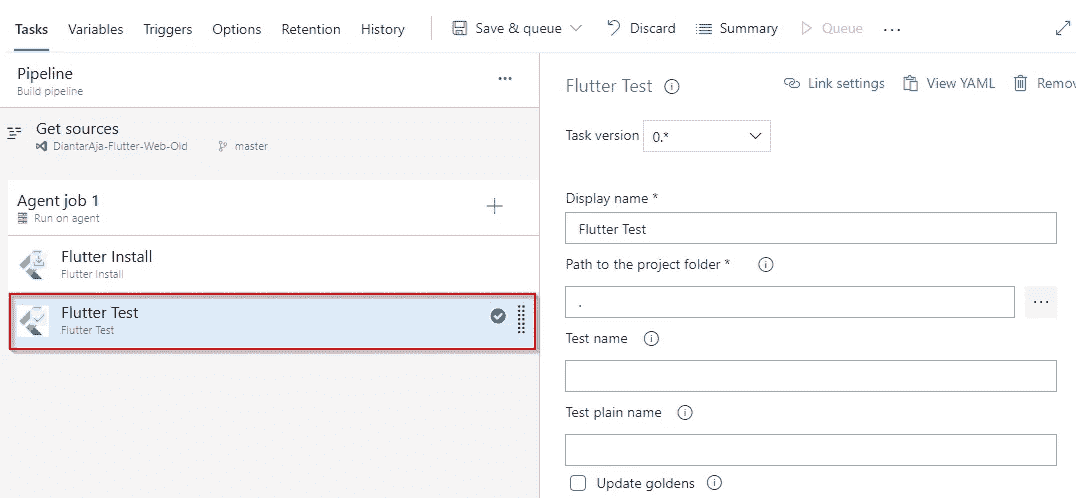 Tasks Variables Triggers Options Retention History Save & queue Discard Summary Queue ...
Pipeline ...
Build pipeline
Get sources
DiantarAja-Flutter-Web-Old master
Agent job 1
Run on agent
Flutter Install
Flutter Install
Flutter Test
Flutter Test
Flutter Test Link settings View YAML Remov
Task version 0.*
Display name *
Flutter Test
Path to the project folder *
. ...
Test name
Test plain name
Update goldens